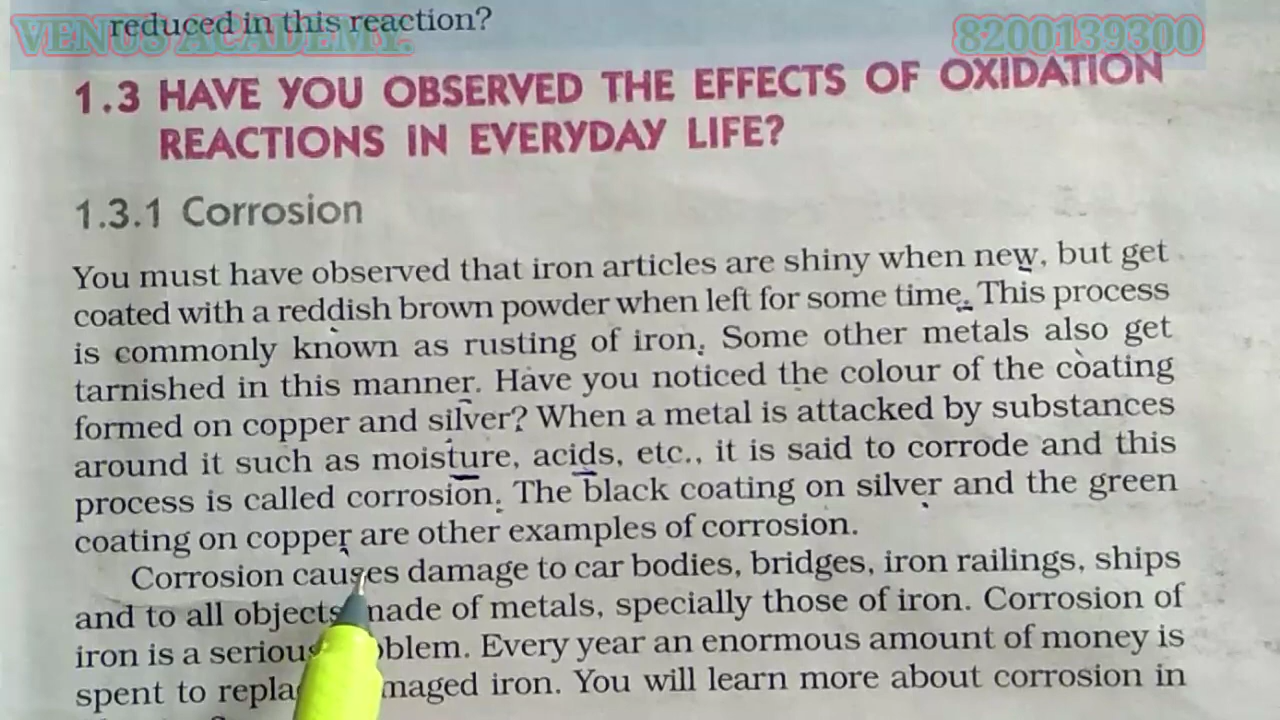 reduced in this reaction?
VENUS ACADEMY. 8200139300
1.3 HAVE YOU OBSERVED THE EFFECTS OF OXIDATION
REACTIONS IN EVERYDAY LIFE?
1.3.1 Corrosion
You must have observed that iron articles are shiny when new, but get
coated with a reddish brown powder when left for some time. This process
is commonly known as rusting of iron. Some other metals also get
tarnished in this manner. Have you noticed the colour of the coating
formed on copper and silver? When a metal is attacked by substances
around it such as moisture, acids, etc., it is said to corrode and this
process is called corrosion. The black coating on silver and the green
coating on copper are other examples of corrosion.
Corrosion causes damage to car bodies, bridges, iron railings, ships
and to all objects made of metals, specially those of iron. Corrosion of
iron is a serious problem. Every year an enormous amount of money is
spent to replace damaged iron. You will learn more about corrosion in